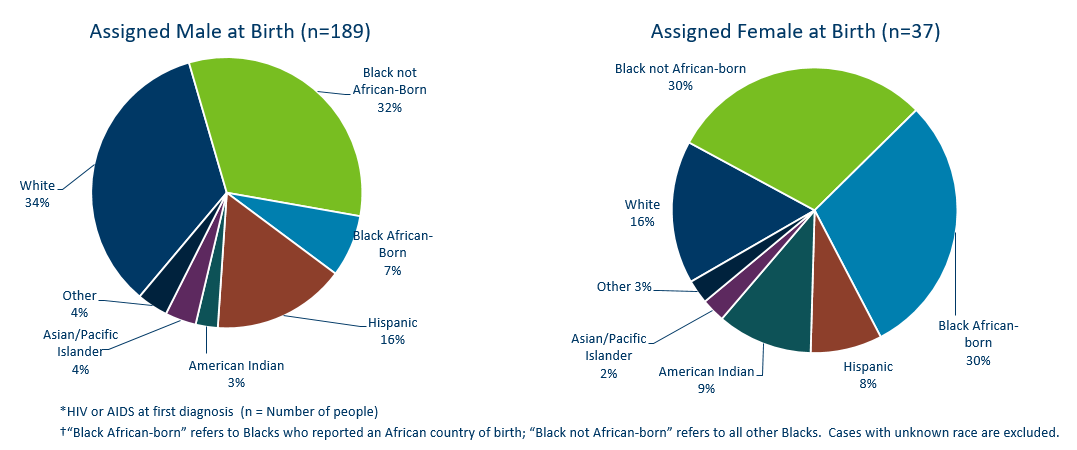 Assigned Male at Birth (n=189)
Black not
African-Born
32%
White
34%
Black African-
Born
7%
Other
4%
Hispanic
16%
Asian/Pacific
Islander
4%
American Indian
3%
Assigned Female at Birth (n=37)
Black not African-born
30%
White
16%
Other 3%
Black African-
born
30%
Asian/Pacific
Islander
2%
American Indian
9%
Hispanic
8%
*HIV or AIDS at first diagnosis  (n = Number of people)
†“Black African-born” refers to Blacks who reported an African country of birth; “Black not African-born” refers to all other Blacks.  Cases with unknown race are excluded.